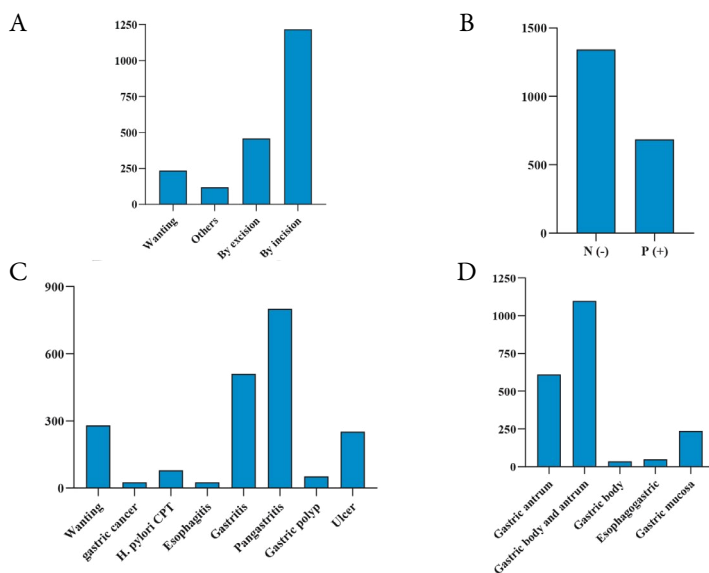 A
1250
1000
750
500
250
0
Wanting
Others
By excision
By incision
B
1500
1000
500
0
N (-)
P (+)
C
900
600
300
0
Wanting
gastric cancer
H. pylori CPT
Esophagitis
Gastritis
Pangastritis
Gastric polyp
Ulcer
D
1250
1000
750
500
250
0
Gastric antrum
Gastric body and antrum
Gastric body
Esophagogastric
Gastric mucosa